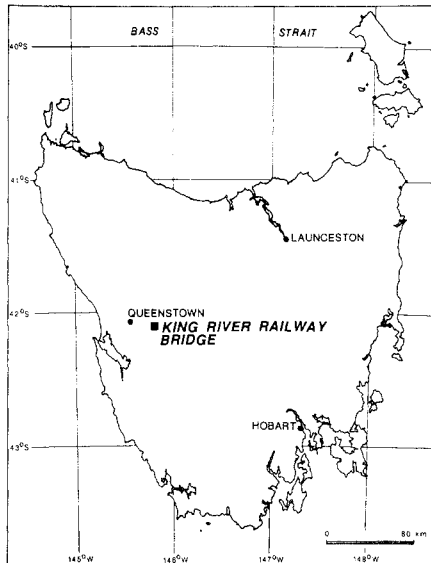 BASS STRAIT
40°S
41°S
LAUNCESTON
QUEENSTOWN
42°S
KING RIVER RAILWAY
BRIDGE
HOBART
43°S
0 80 km
145°W 146°W 147°W 148°W